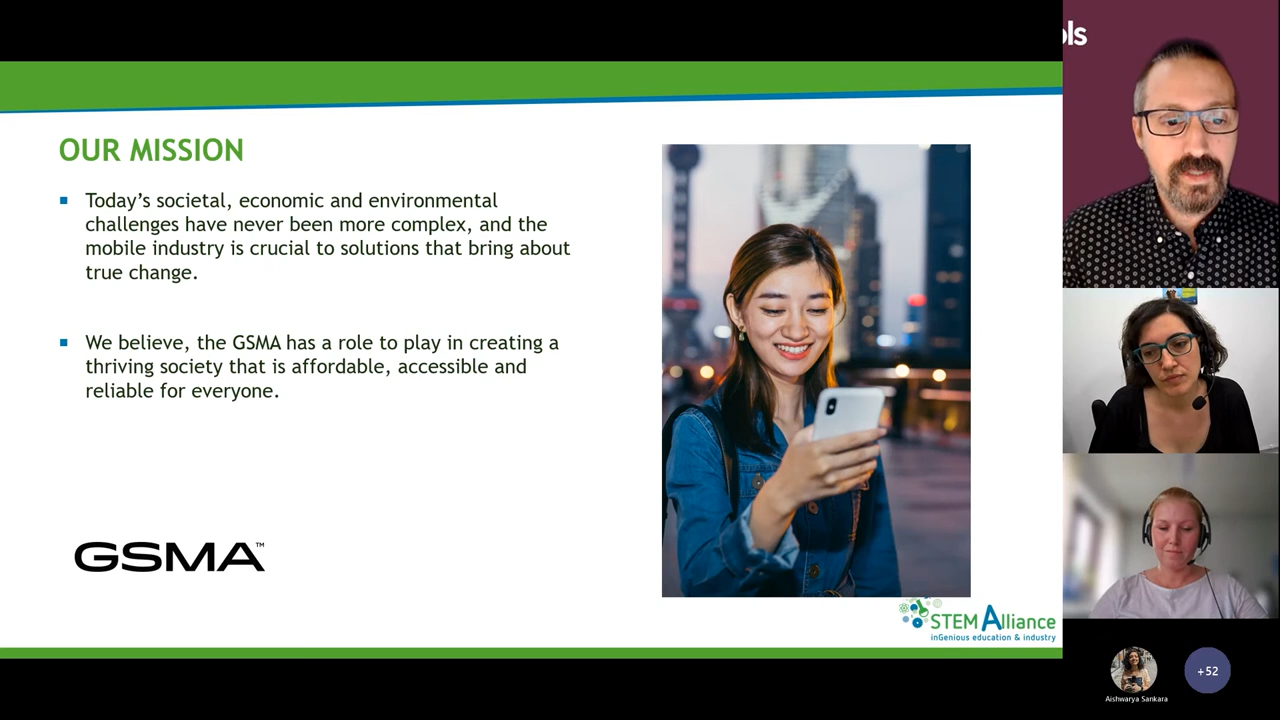 ols
OUR MISSION
Today's societal, economic and environmental
challenges have never been more complex, and the
mobile industry is crucial to solutions that bring about
true change.
We believe, the GSMA has a role to play in creating a
thriving society that is affordable, accessible and
reliable for everyone.
GSMA™
STEM Alliance
inGenious education & industry
+52
Aishwarya Sankara